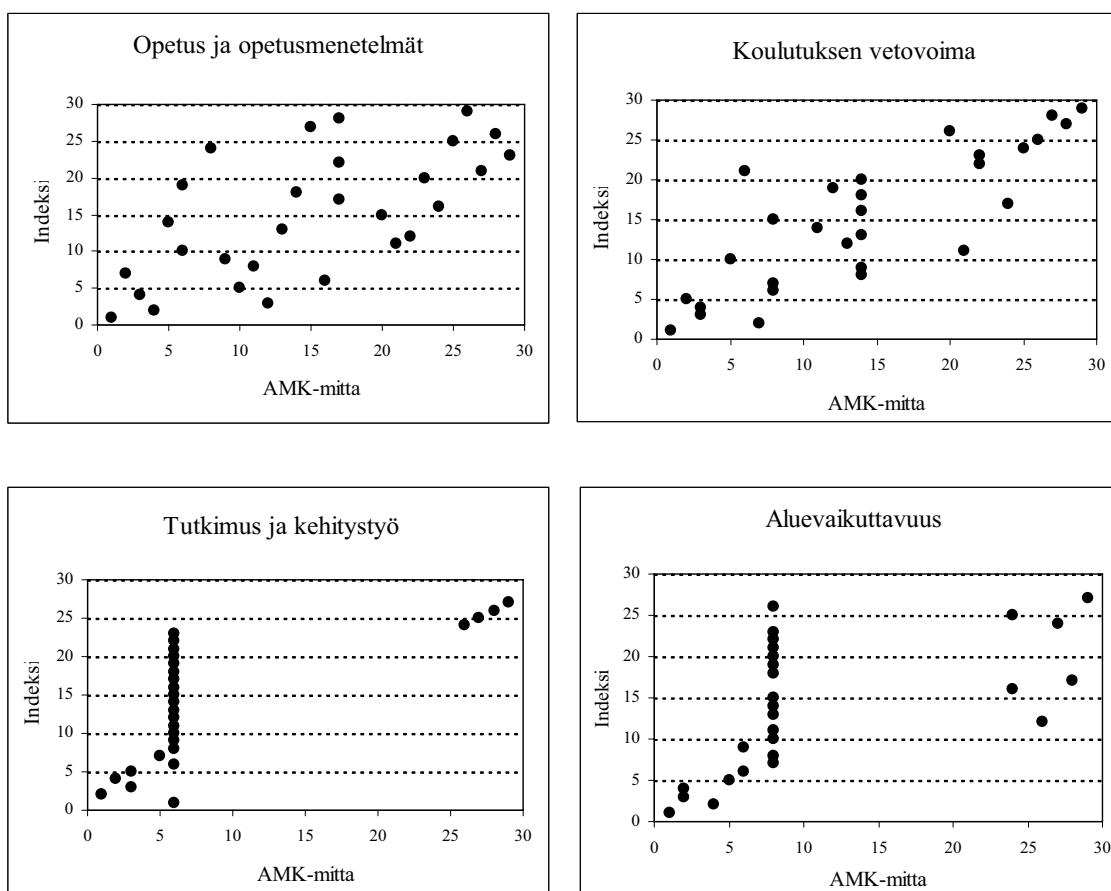 Opetus ja opetusmenetelmät
30
25
20
15
10
5
0
Indeksi
0 5 10 15 20 25 30
AMK-mitta
Koulutuksen vetovoima
30
25
20
15
10
5
0
Indeksi
0 5 10 15 20 25 30
AMK-mitta
Tutkimus ja kehitystyö
30
25
20
15
10
5
0
Indeksi
0 5 10 15 20 25 30
AMK-mitta
Aluevaikuttavuus
30
25
20
15
10
5
0
Indeksi
0 5 10 15 20 25 30
AMK-mitta